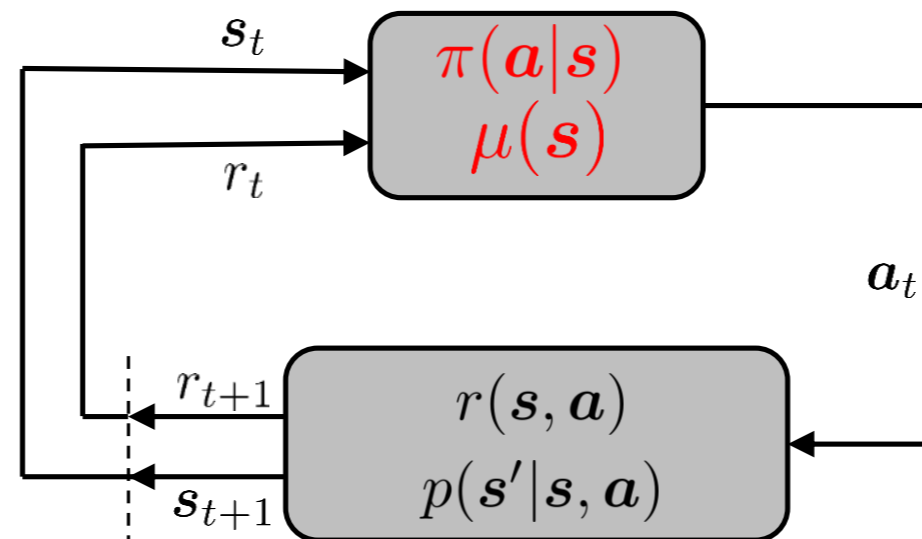 s_t
π(a|s)
μ(s)
r_t
a_t
r_{t+1}
r(s, a)
p(s′|s, a)
s_{t+1}